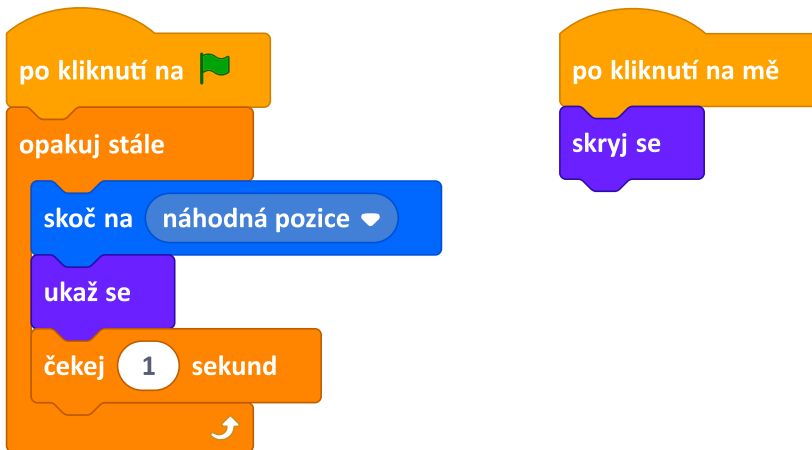 po kliknutí na
opakuj stále
skoč na náhodná pozice
ukaž se
čekej 1 sekund
po kliknutí na mě
skryj se